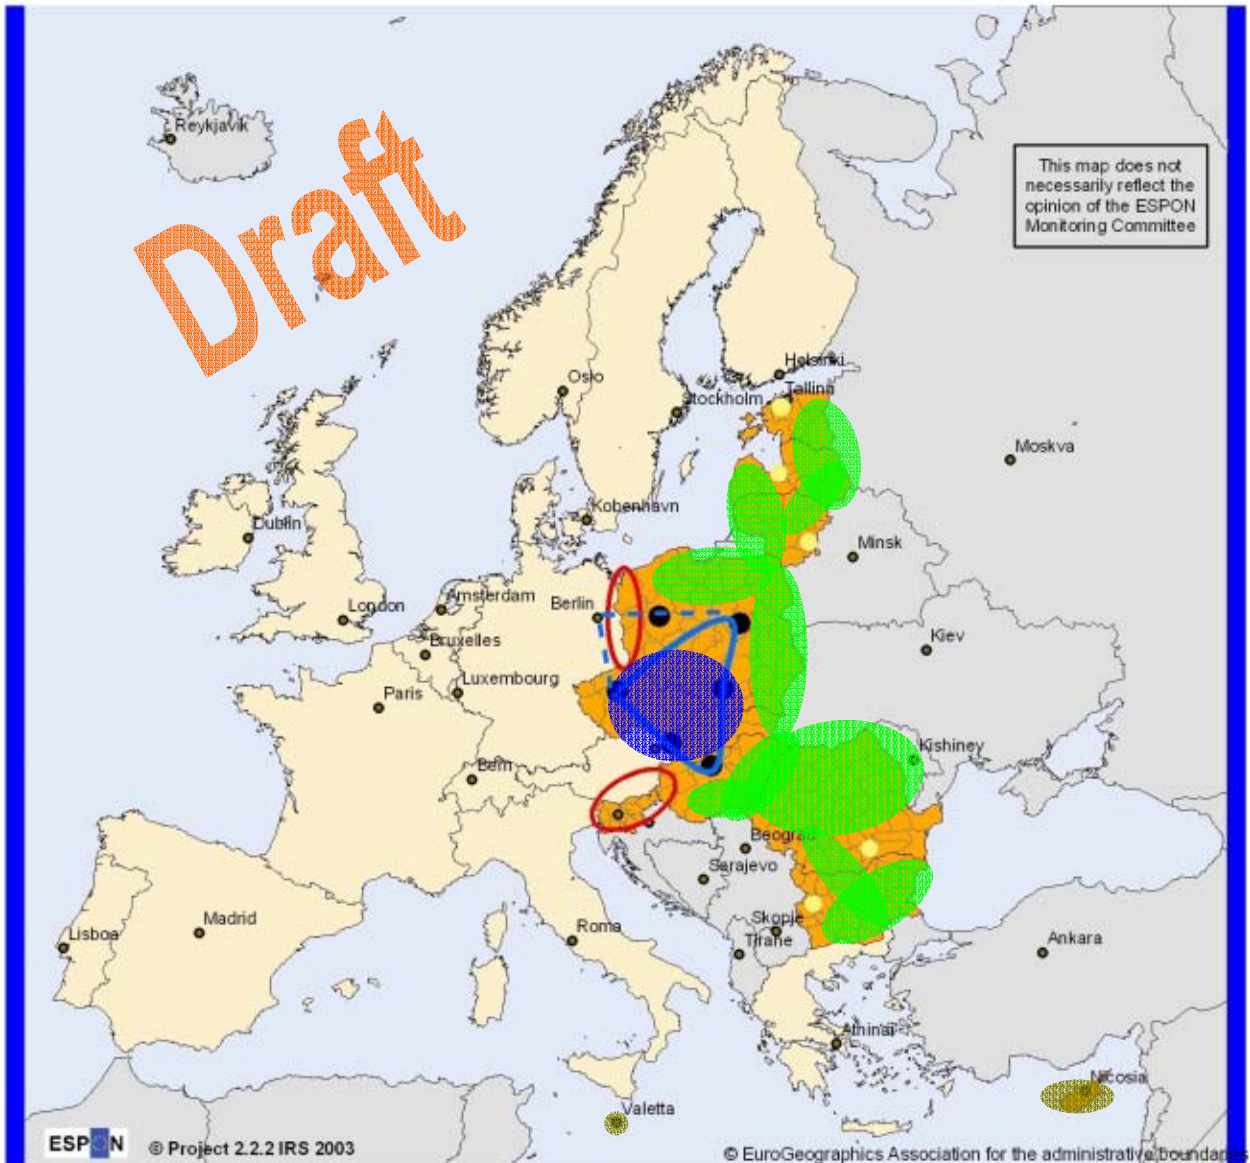 Reykjavik
Draft
This map does not
necessarily reflect the
opinion of the ESPON
Monitoring Committee
Helsinki
Oslo
Tallinn
Stockholm
Moskva
Kobenhavn
Dublin
Minsk
Amsterdam
Berlin
London
Bruxelles
Kiev
Luxembourg
Paris
Kishinev
Bern
Beograd
Sarajevo
Madrid
Skopje
Roma
Lisboa
Tirane
Ankara
Athinai
Nicosia
Valetta
ESPON
© Project 2.2.2 IRS 2003
© EuroGeographics Association for the administrative boundaries